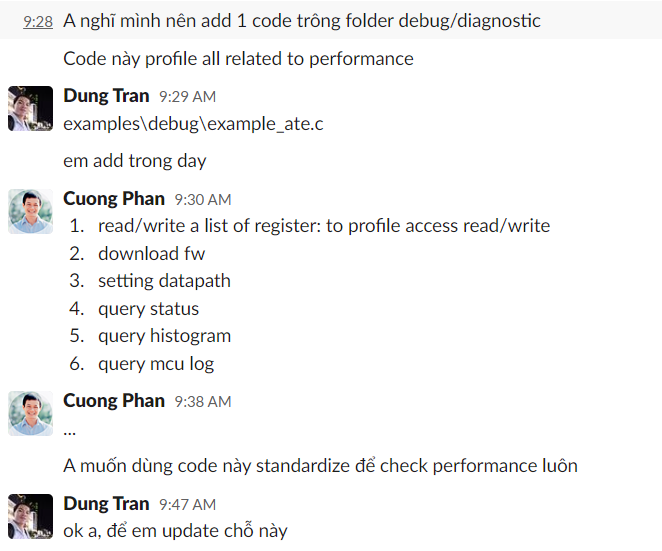 9:28 A nghĩ mình nên add 1 code trông folder debug/diagnostic
Code này profile all related to performance
Dung Tran 9:29 AM
examples\debug\example_ate.c
em add trong day
Cuong Phan 9:30 AM
1. read/write a list of register: to profile access read/write
2. download fw
3. setting datapath
4. query status
5. query histogram
6. query mcu log
Cuong Phan 9:38 AM
...
A muốn dùng code này standardize để check performance luôn
Dung Tran 9:47 AM
ok a, để em update chỗ này